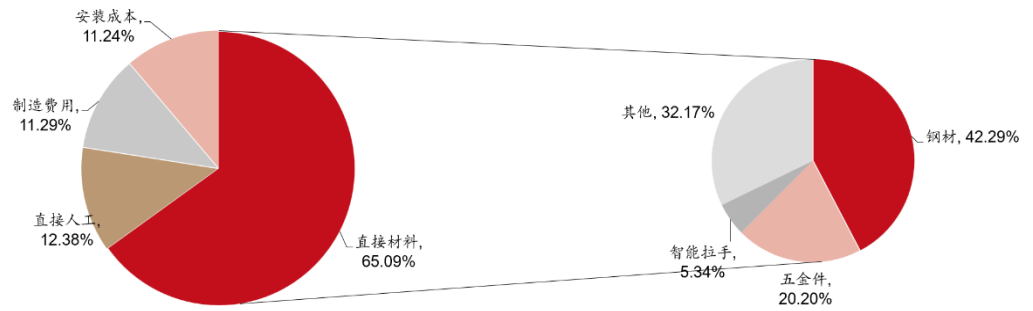 安装成本,
11.24%
制造费用,
11.29%
直接人工,
12.38%
直接材料,
65.09%
其他, 32.17%
钢材, 42.29%
智能拉手,
5.34%
五金件,
20.20%